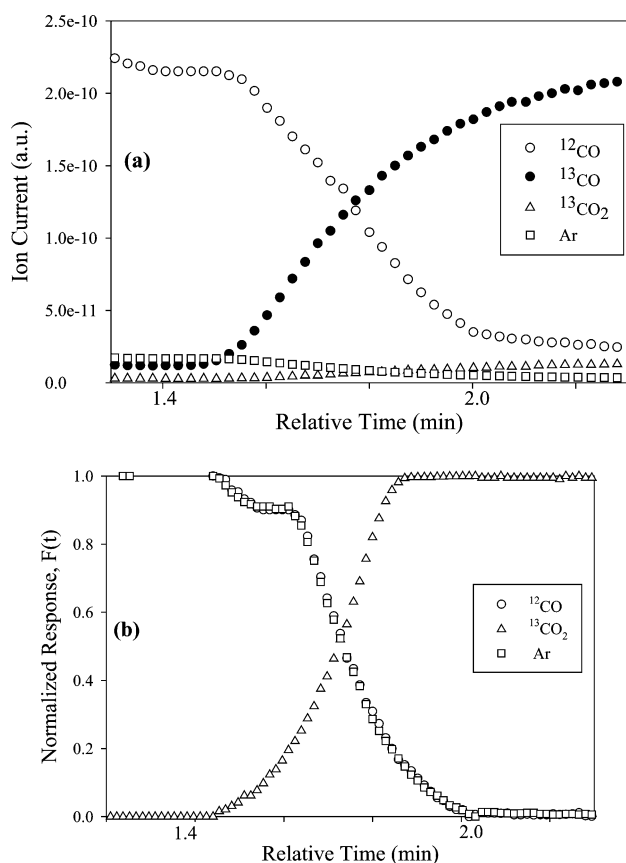 2.5e-10
2.0e-10
1.5e-10
1.0e-10
5.0e-11
0.0
Ion Current (a.u.)
(a)
¹²CO
¹³CO
¹³CO₂
Ar
1.4
2.0
Relative Time (min)
1.0
0.8
0.6
0.4
0.2
0.0
Normalized Response, F(t)
(b)
¹²CO
¹³CO₂
Ar
1.4
2.0
Relative Time (min)